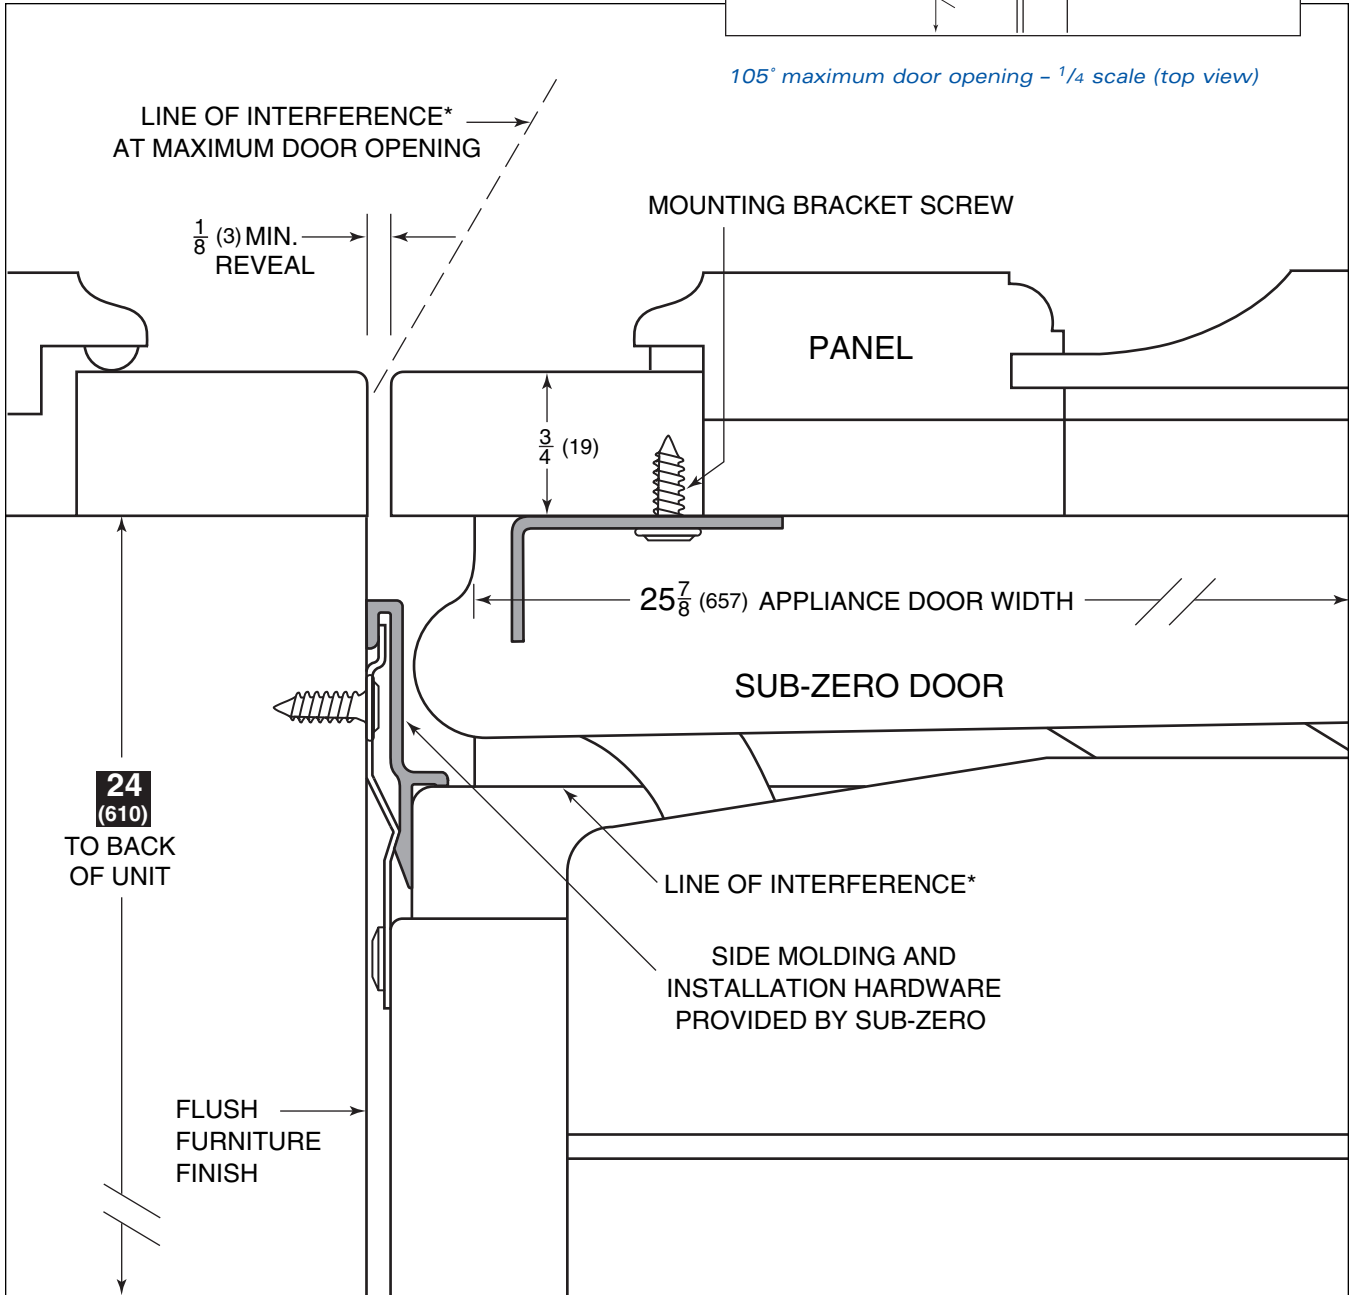 105° maximum door opening – 1/4 scale (top view)
LINE OF INTERFERENCE*
AT MAXIMUM DOOR OPENING
MOUNTING BRACKET SCREW
1/8 (3) MIN.
REVEAL
PANEL
3/4 (19)
25 7/8 (657) APPLIANCE DOOR WIDTH
SUB-ZERO DOOR
24
(610)
TO BACK
OF UNIT
LINE OF INTERFERENCE*
SIDE MOLDING AND
INSTALLATION HARDWARE
PROVIDED BY SUB-ZERO
FLUSH
FURNITURE
FINISH